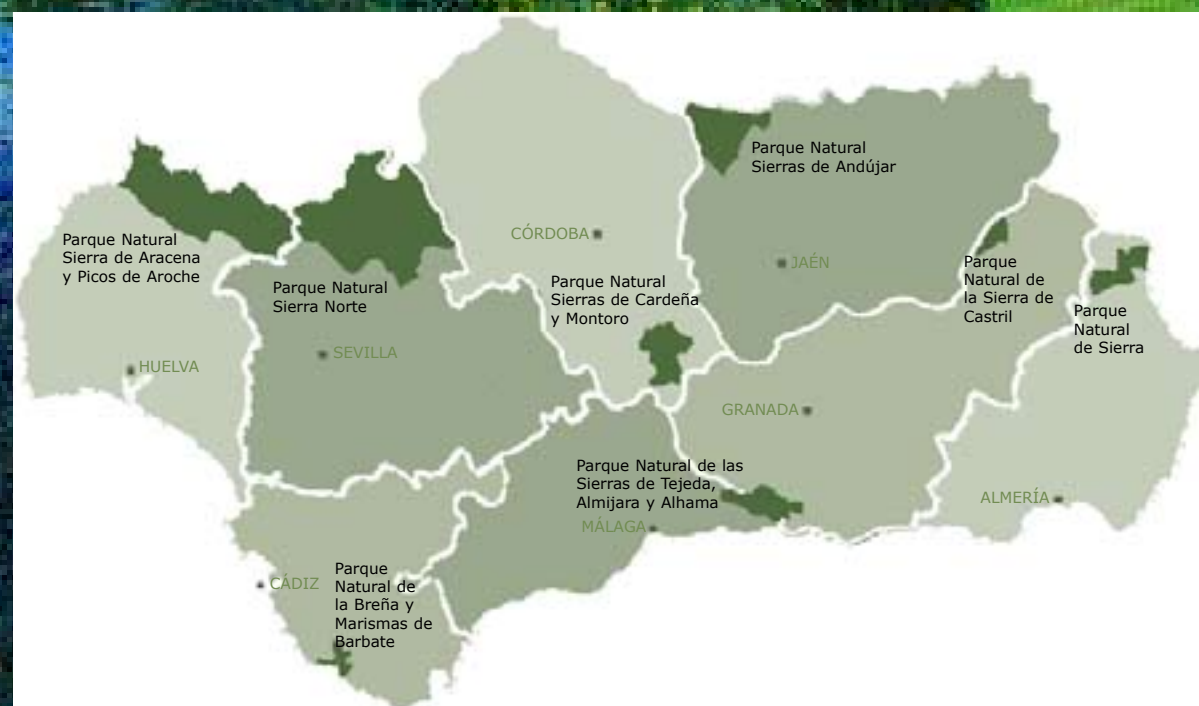 Parque Natural
Sierras de Andújar
Parque Natural
Sierra de Aracena
y Picos de Aroche
CÓRDOBA
JAÉN
Parque Natural
Sierra Norte
Parque Natural
Sierras de Cardeña
y Montoro
Parque
Natural de
la Sierra de
Castril
Parque
Natural
de Sierra
HUELVA
SEVILLA
GRANADA
Parque Natural de las
Sierras de Tejeda,
Almijara y Alhama
MÁLAGA
ALMERÍA
CÁDIZ
Parque
Natural de
la Breña y
Marismas de
Barbate